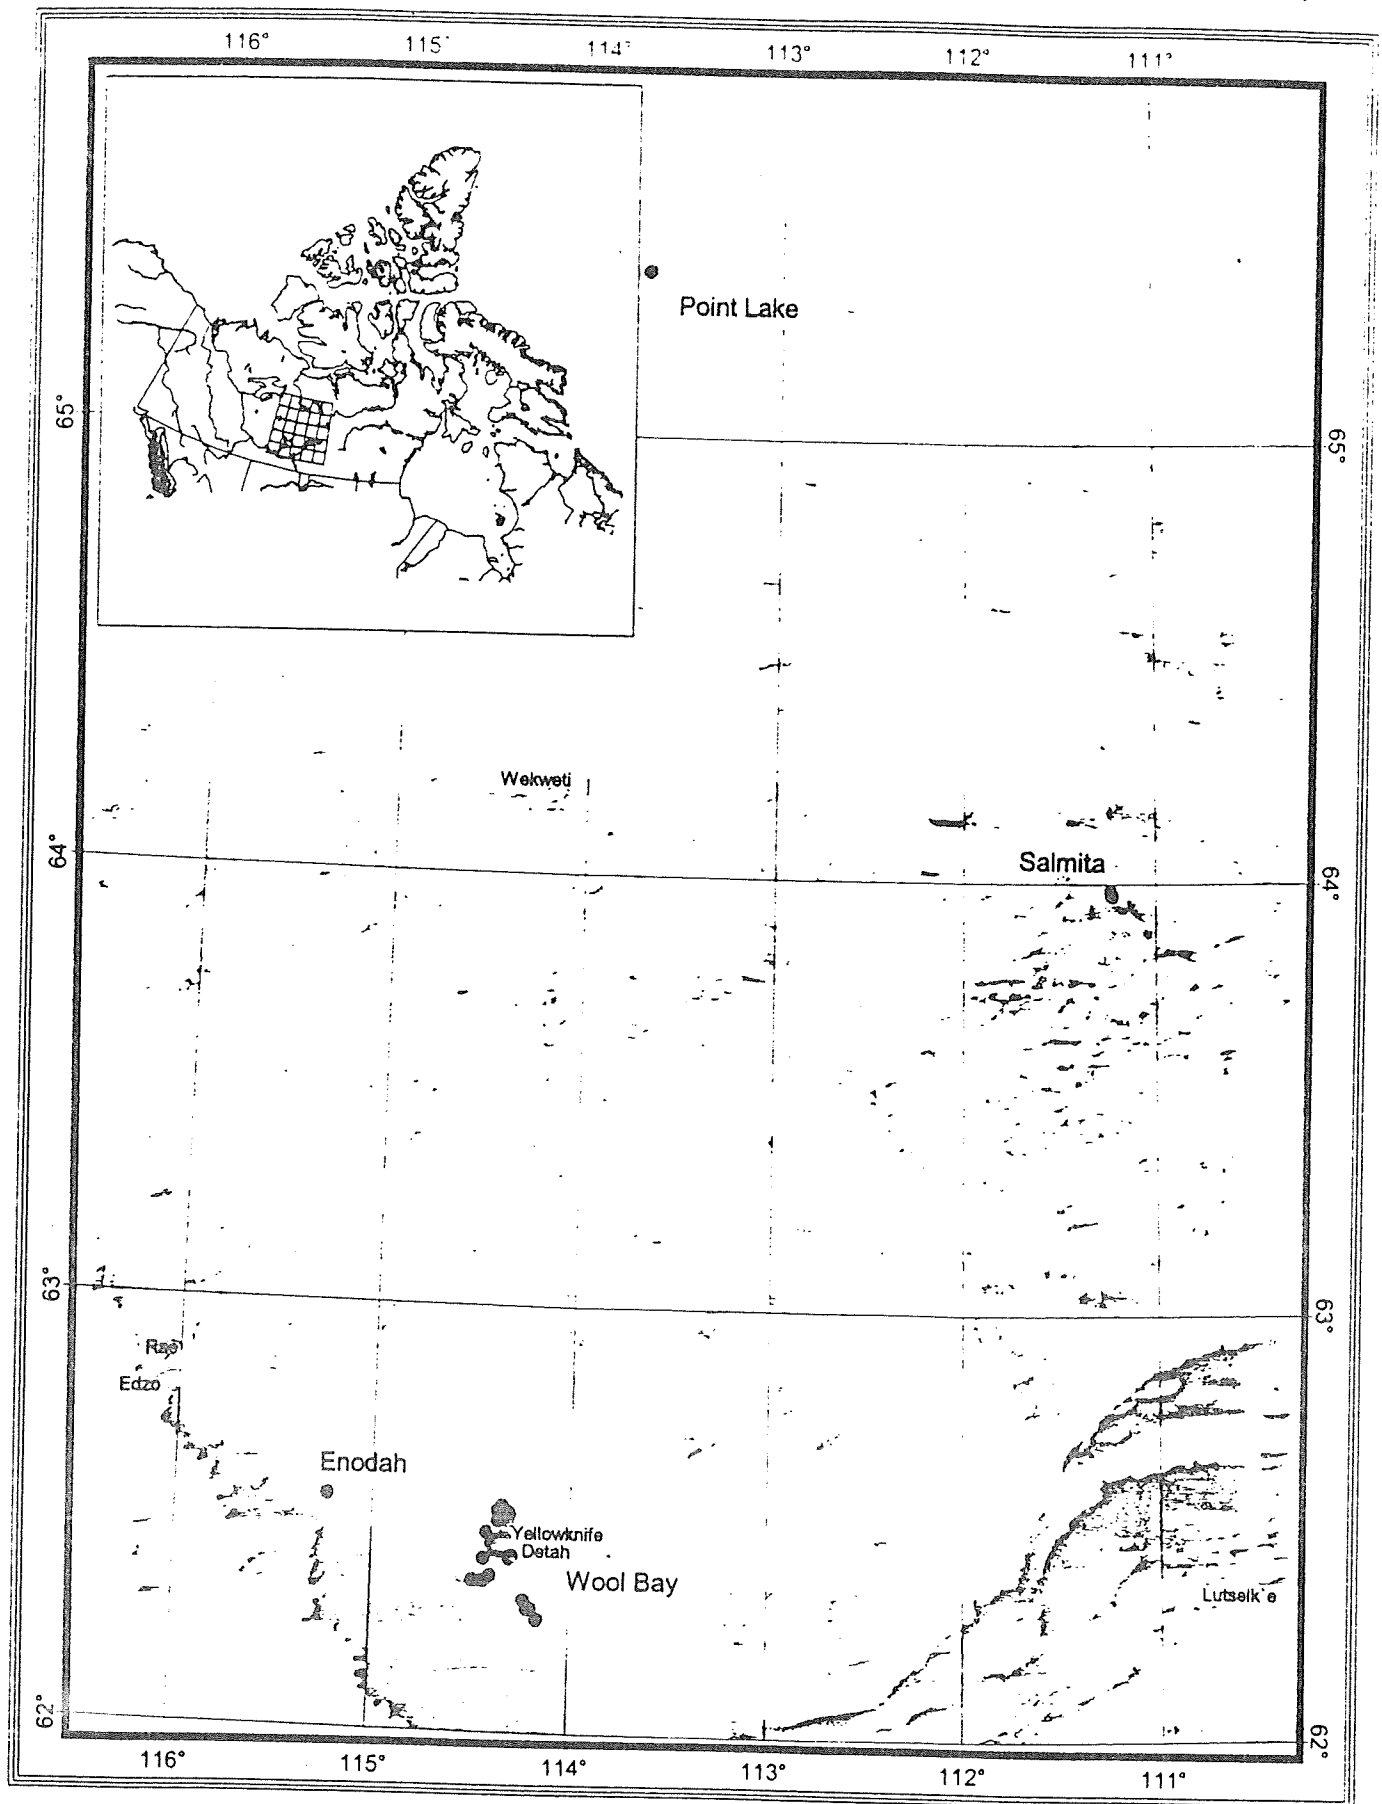 116° 115° 114° 113° 112° 111°
Point Lake
65° 65°
Wekweti
64° Salmita 64°
63° 63°
Rae
Edzo
Enodah
Yellowknife
Detah
Wool Bay
Lutselk'e
62° 62°
116° 115° 114° 113° 112° 111°